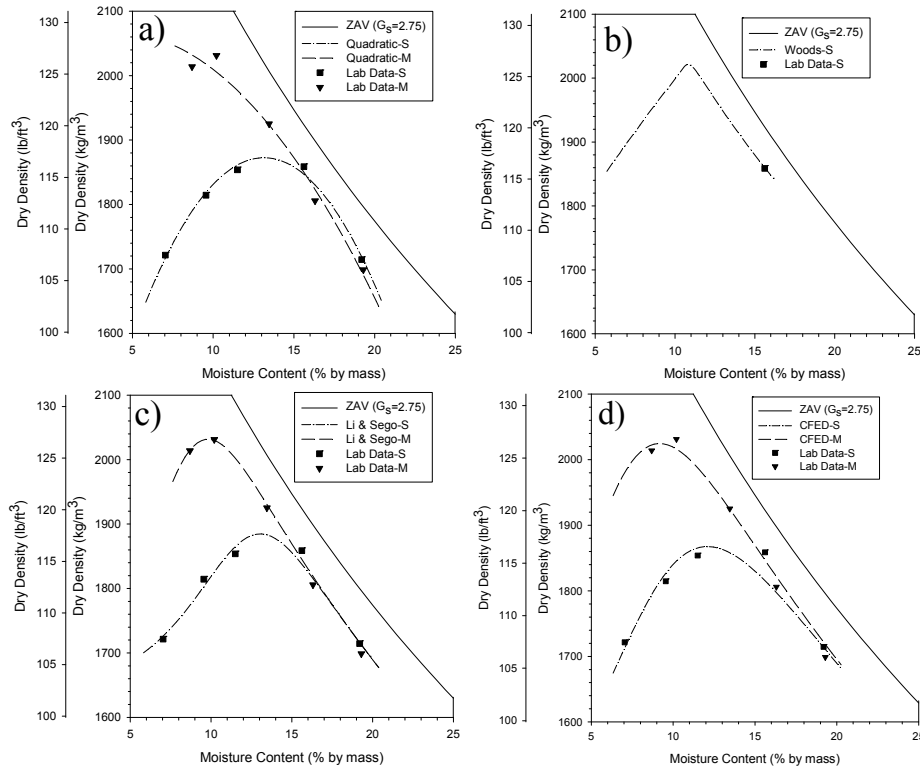 a)
ZAV (GS=2.75)
Quadratic-S
Quadratic-M
Lab Data-S
Lab Data-M
Dry Density (lb/ft3)
Dry Density (kg/m3)
130
125
120
115
110
105
100
2100
2000
1900
1800
1700
1600
5 10 15 20 25
Moisture Content (% by mass)
b)
ZAV (GS=2.75)
Woods-S
Lab Data-S
Dry Density (lb/ft3)
Dry Density (kg/m3)
130
125
120
115
110
105
100
2100
2000
1900
1800
1700
1600
5 10 15 20 25
Moisture Content (% by mass)
c)
ZAV (GS=2.75)
Li & Sego-S
Li & Sego-M
Lab Data-S
Lab Data-M
Dry Density (lb/ft3)
Dry Density (kg/m3)
130
125
120
115
110
105
100
2100
2000
1900
1800
1700
1600
5 10 15 20 25
Moisture Content (% by mass)
d)
ZAV (GS=2.75)
CFED-S
CFED-M
Lab Data-S
Lab Data-M
Dry Density (lb/ft3)
Dry Density (kg/m3)
130
125
120
115
110
105
100
2100
2000
1900
1800
1700
1600
5 10 15 20 25
Moisture Content (% by mass)